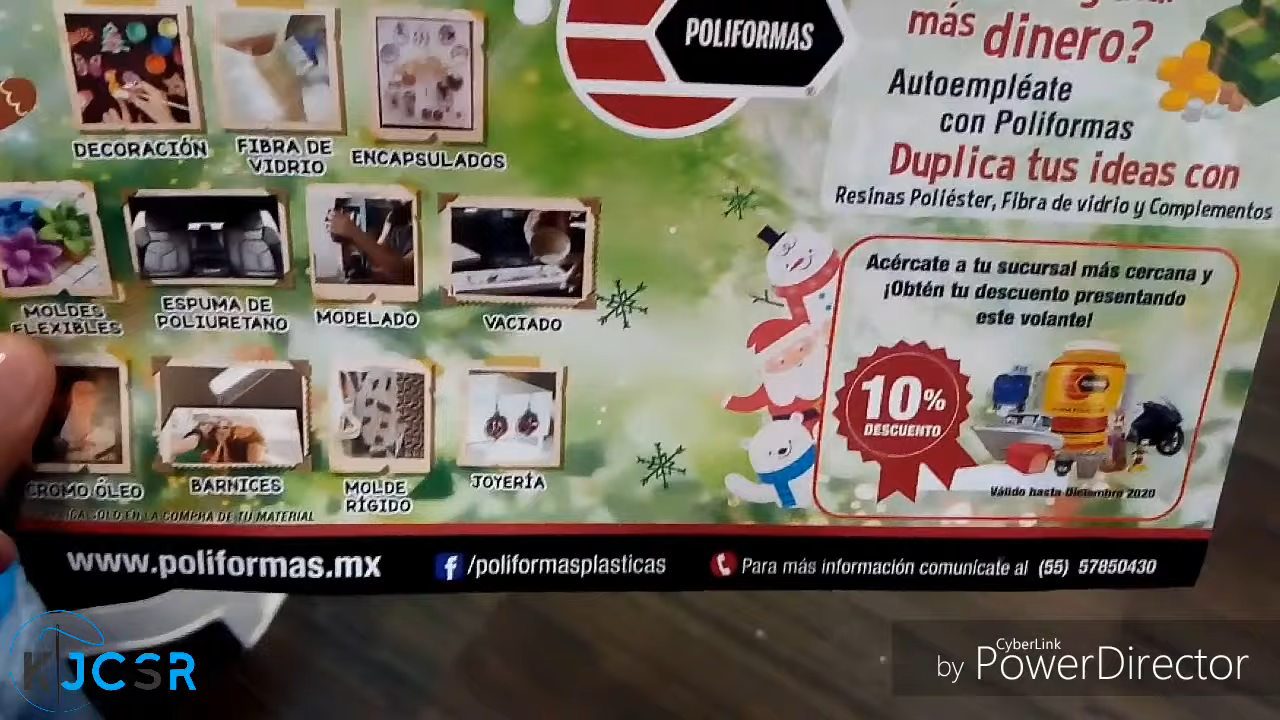 POLIFORMAS
®
DECORACIÓN
FIBRA DE
VIDRIO
ENCAPSULADOS
MOLDES
FLEXIBLES
ESPUMA DE
POLIURETANO
MODELADO
VACIADO
CROMO ÓLEO
BARNICES
MOLDE
RÍGIDO
JOYERÍA
SOLO EN LA COMPRA DE TU MATERIAL
más dinero?
Autoempléate
con Poliformas
Duplica tus ideas con
Resinas Poliéster, Fibra de vidrio y Complementos
Acércate a tu sucursal más cercana y
¡Obtén tu descuento presentando
este volante!
10%
DESCUENTO
Válido hasta Diciembre 2020
www.poliformas.mx
f /poliformasplasticas
Para más información comunícate al (55) 57850430
KJCSR
CyberLink
by PowerDirector